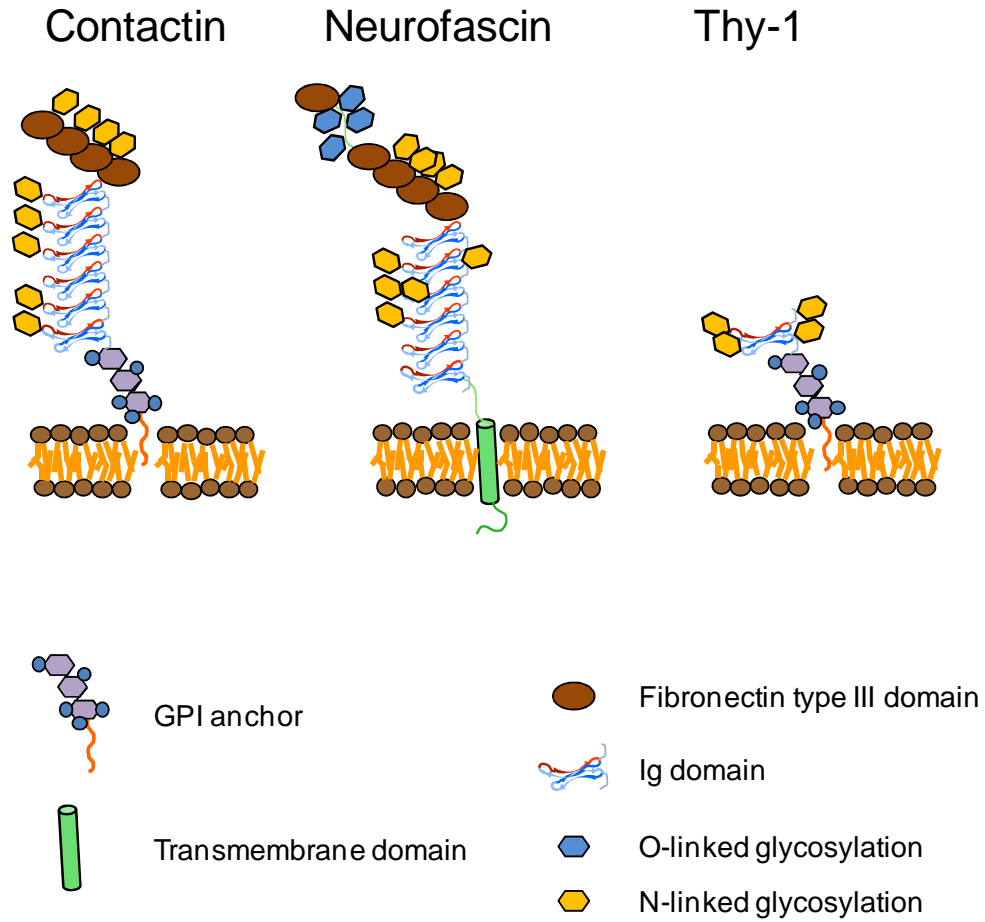 Contactin
Neurofascin
Thy-1
GPI anchor
Transmembrane domain
Fibronectin type III domain
Ig domain
O-linked glycosylation
N-linked glycosylation